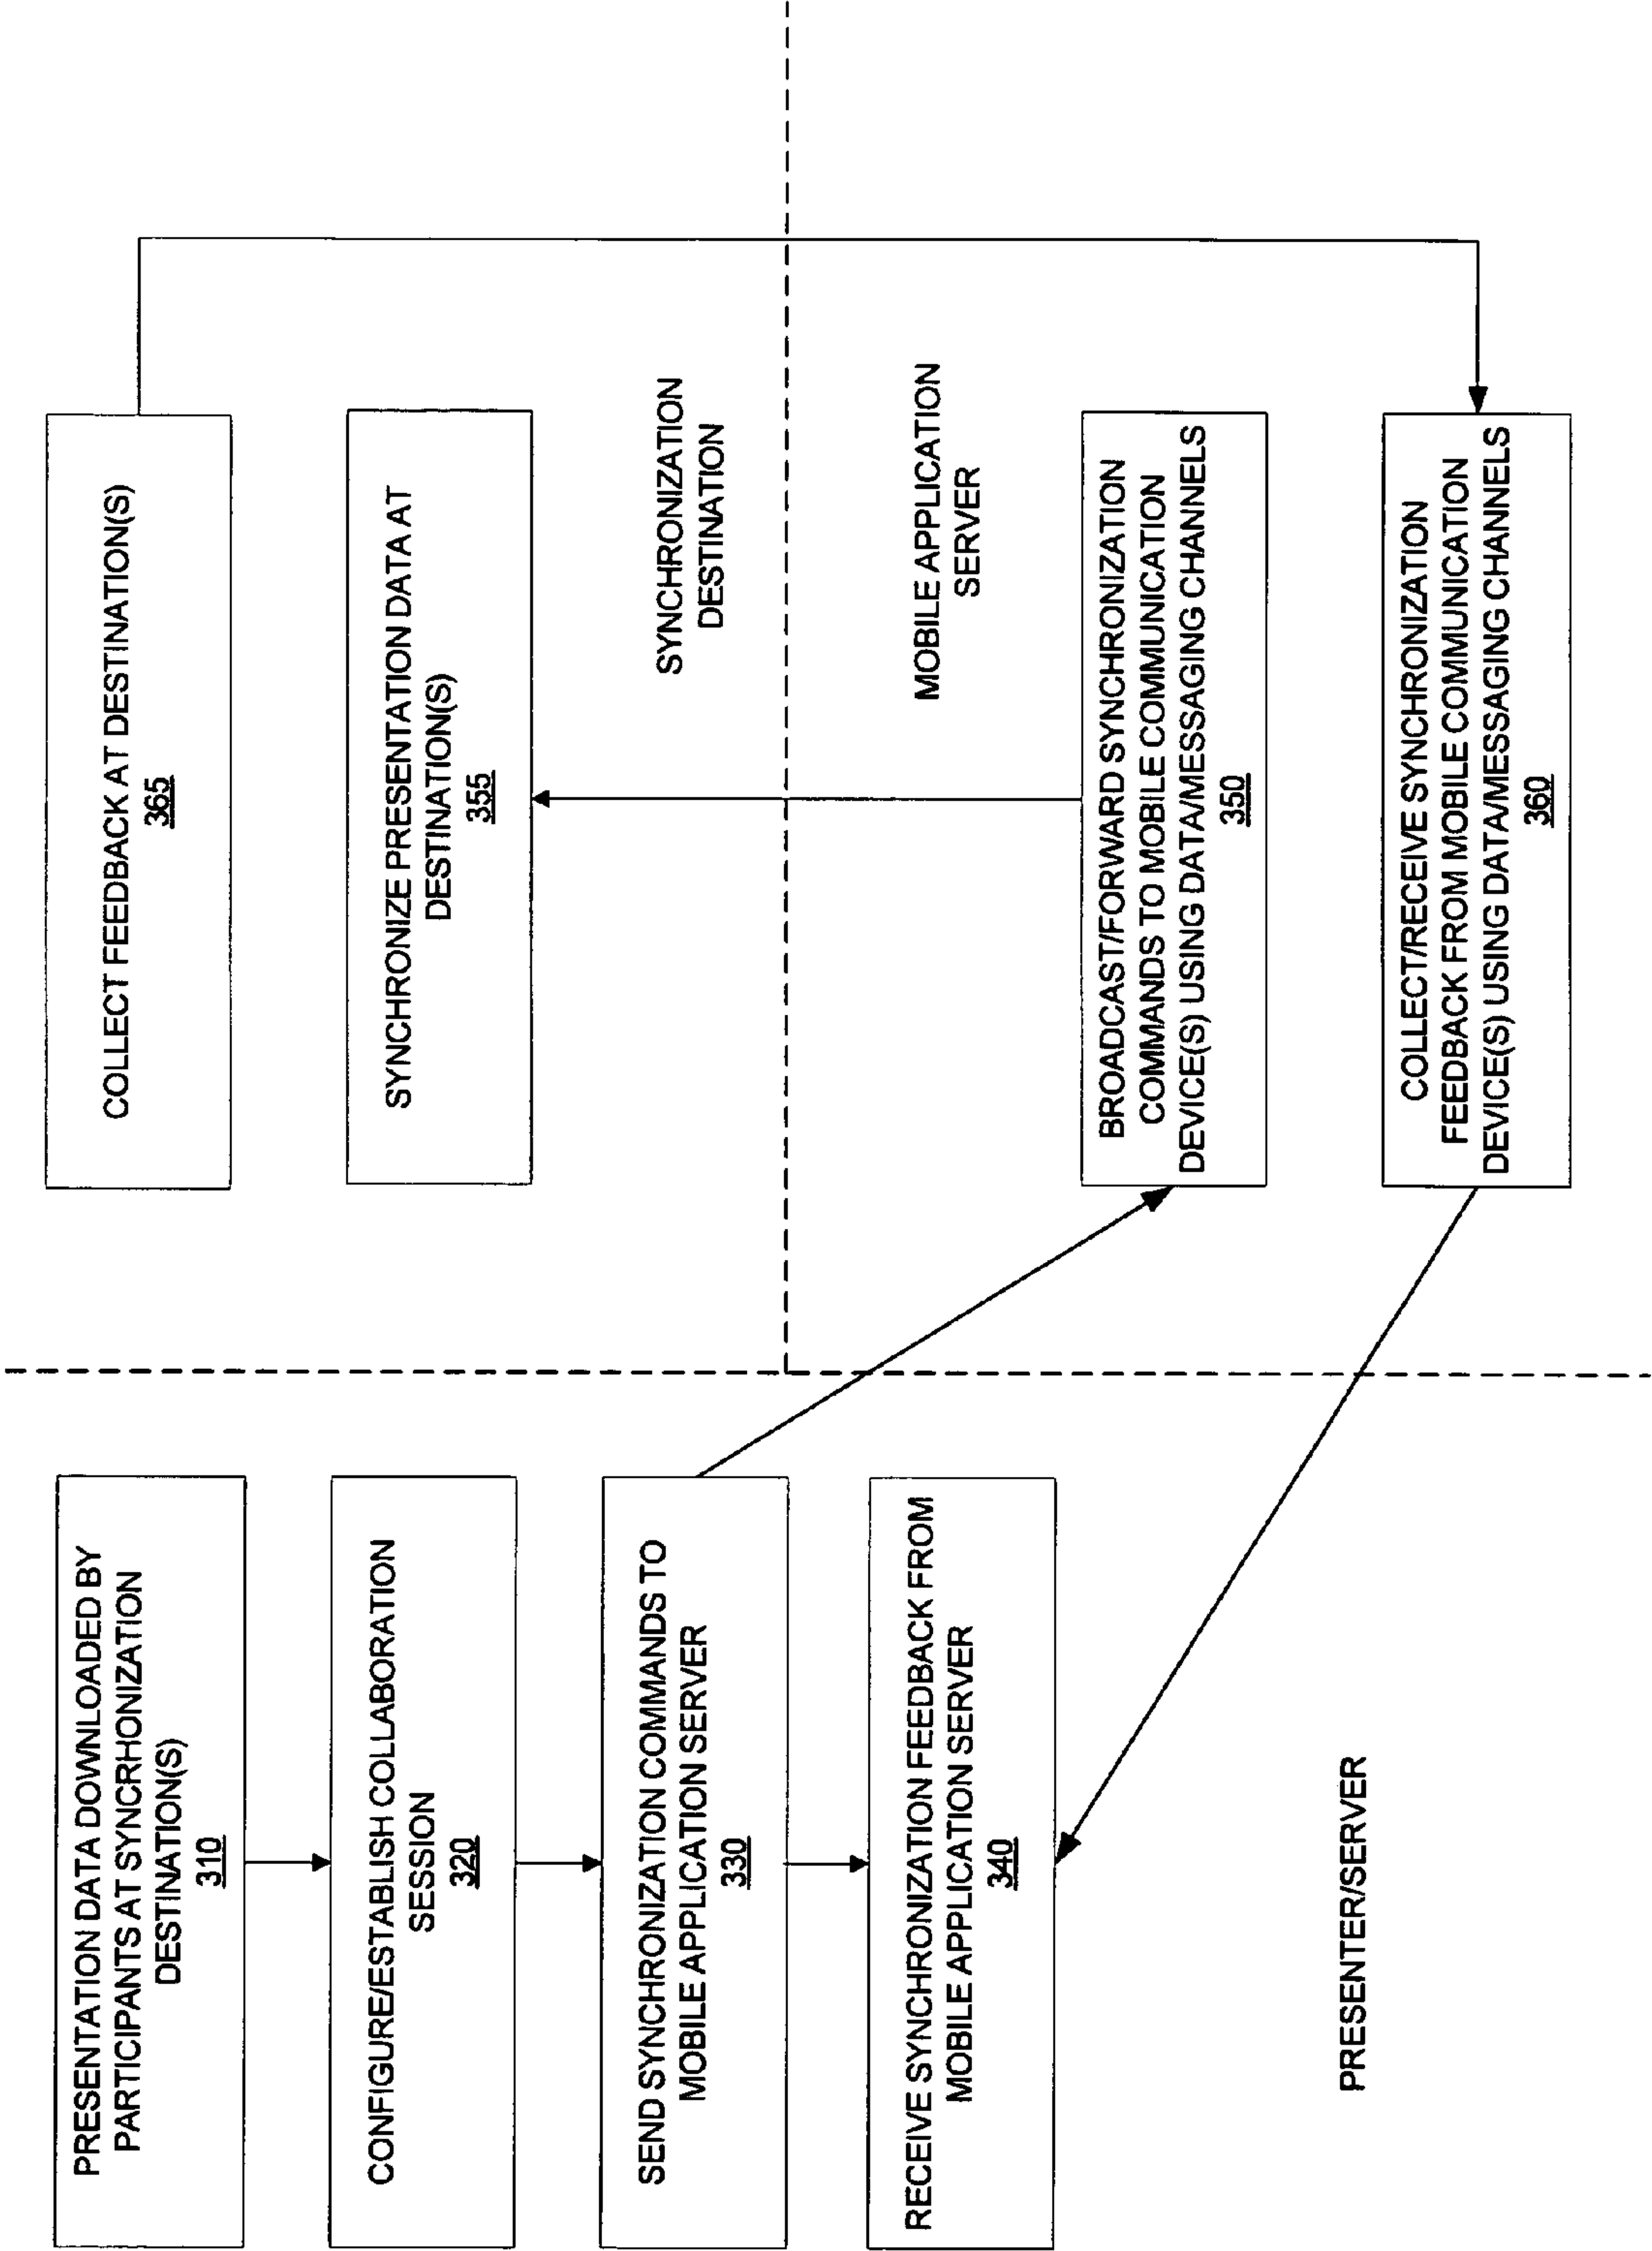 PRESENTATION DATA DOWNLOADED BY
PARTICIPANTS AT SYNCRHONIZATION
DESTINATION(S)
310
CONFIGURE/ESTABLISH COLLABORATION
SESSION
320
SEND SYNCHRONIZATION COMMANDS TO
MOBILE APPLICATION SERVER
330
RECEIVE SYNCHRONIZATION FEEDBACK FROM
MOBILE APPLICATION SERVER
340
PRESENTER/SERVER
COLLECT FEEDBACK AT DESTINATION(S)
365
SYNCHRONIZE PRESENTATION DATA AT
DESTINATION(S)
355
SYNCHRONIZATION
DESTINATION
MOBILE APPLICATION
SERVER
BROADCAST/FORWARD SYNCHRONIZATION
COMMANDS TO MOBILE COMMUNICATION
DEVICE(S) USING DATA/MESSAGING CHANNELS
350
COLLECT/RECEIVE SYNCHRONIZATION
FEEDBACK FROM MOBILE COMMUNICATION
DEVICE(S) USING DATA/MESSAGING CHANNELS
360